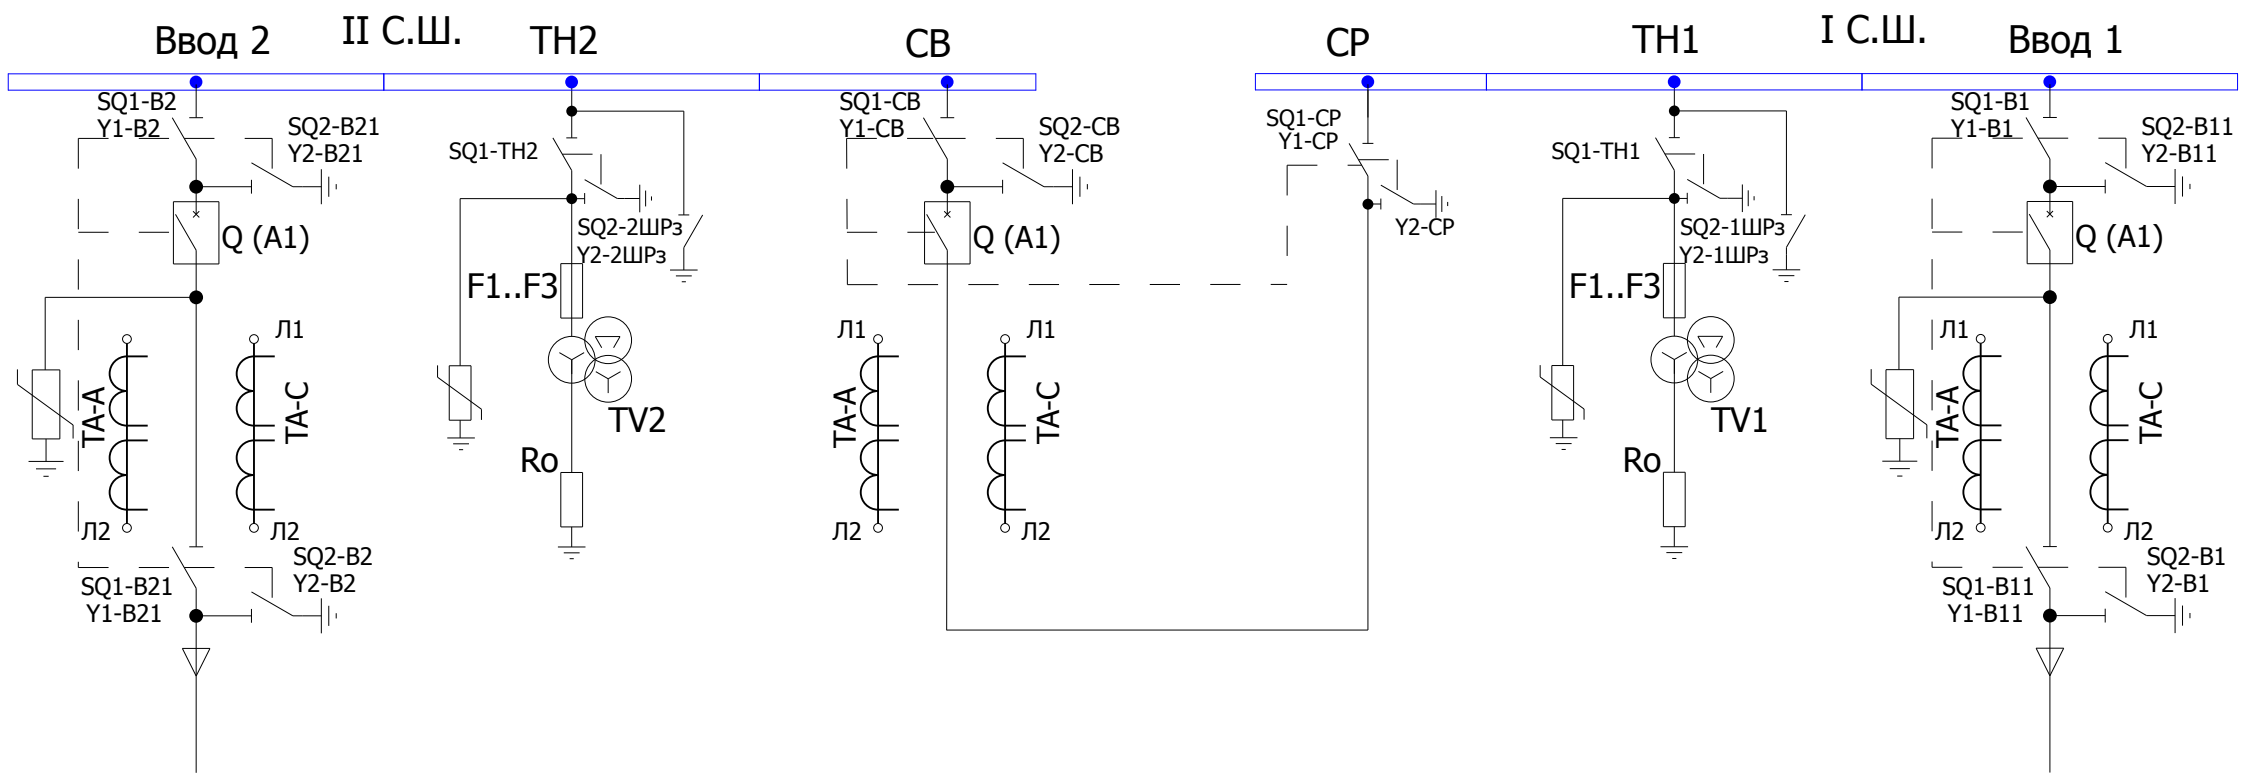 Ввод 2
II С.Ш.
ТН2
СВ
СР
ТН1
I С.Ш.
Ввод 1
SQ1-В2
Y1-В2
SQ2-В21
Y2-В21
SQ1-ТН2
SQ1-СВ
Y1-СВ
SQ2-СВ
Y2-СВ
SQ1-СР
Y1-СР
SQ1-ТН1
SQ1-В1
Y1-В1
SQ2-В11
Y2-В11
Q (А1)
SQ2-2ШРз
Y2-2ШРз
Q (А1)
Y2-СР
SQ2-1ШРз
Y2-1ШРз
Q (А1)
F1..F3
F1..F3
Л1
Л1
Л1
Л1
Л1
Л1
ТА-А
ТА-С
TV2
ТА-А
ТА-С
TV1
ТА-А
ТА-С
Ro
Ro
Л2
Л2
Л2
Л2
Л2
Л2
SQ1-В21
Y1-В21
SQ2-В2
Y2-В2
SQ1-В11
Y1-В11
SQ2-В1
Y2-В1